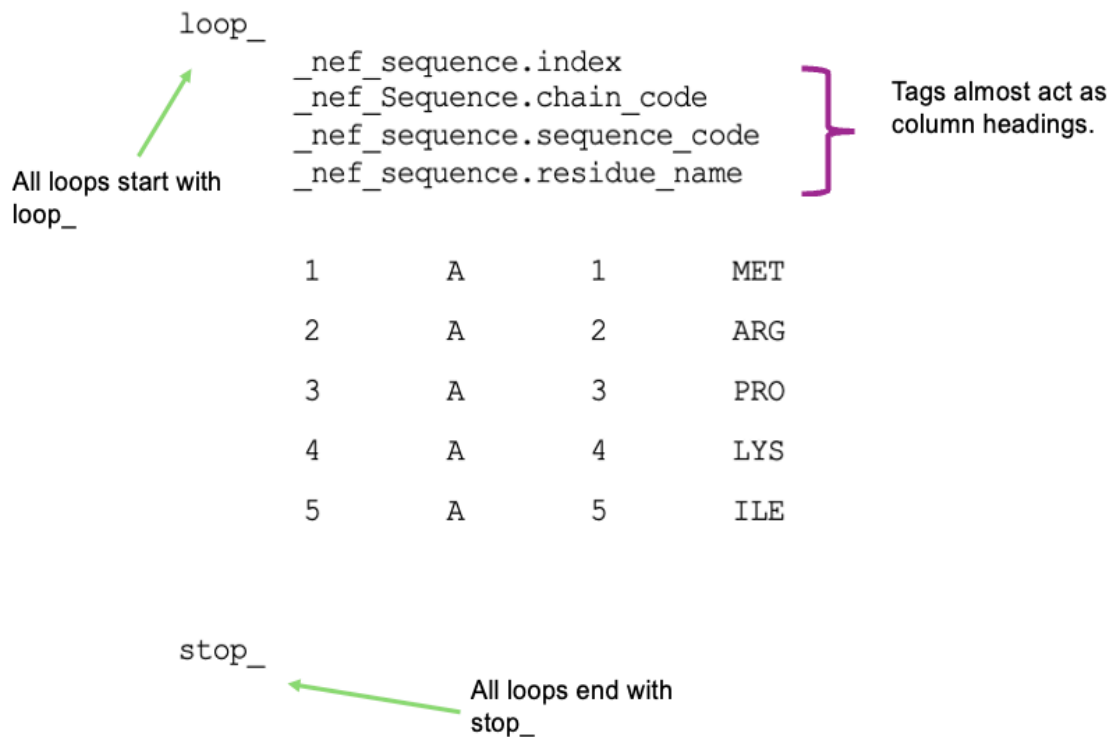 loop_
_nef_sequence.index
_nef_Sequence.chain_code
_nef_sequence.sequence_code
_nef_sequence.residue_name
Tags almost act as
column headings.
All loops start with
loop_
1 A 1 MET
2 A 2 ARG
3 A 3 PRO
4 A 4 LYS
5 A 5 ILE
stop_
All loops end with
stop_